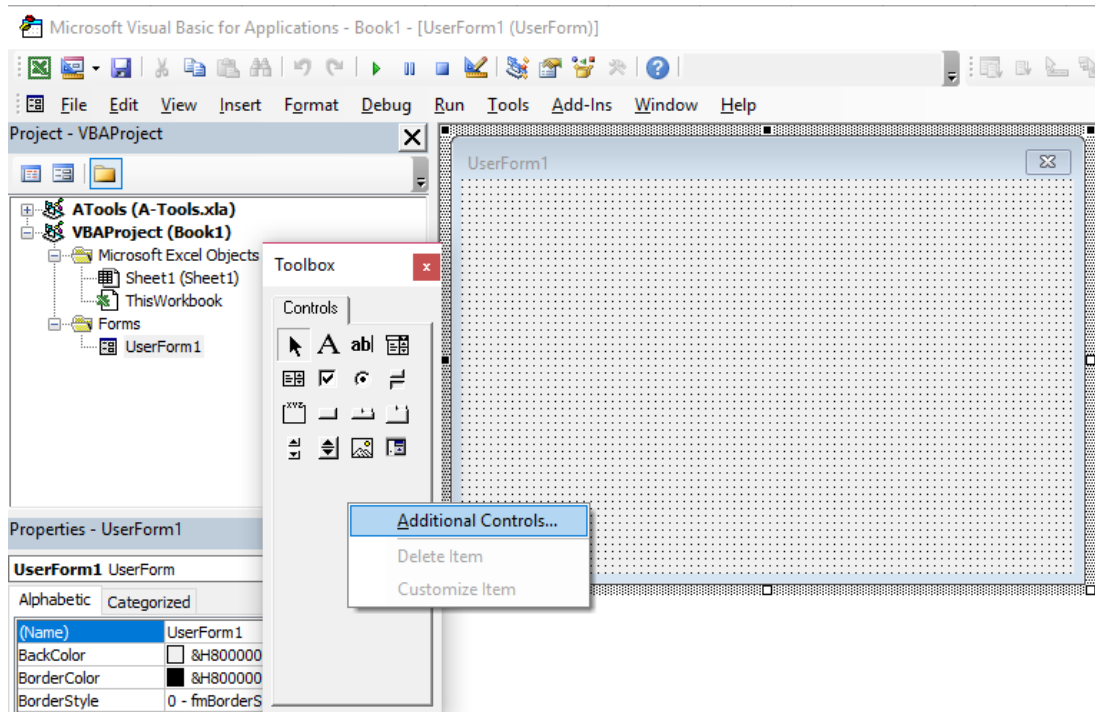 Microsoft Visual Basic for Applications - Book1 - [UserForm1 (UserForm)]
File Edit View Insert Format Debug Run Tools Add-Ins Window Help
Project - VBAProject
UserForm1
ATools (A-Tools.xla)
VBAProject (Book1)
Microsoft Excel Objects
Sheet1 (Sheet1)
ThisWorkbook
Forms
UserForm1
Toolbox
Controls
A ab|
xyz
Additional Controls...
Delete Item
Customize Item
Properties - UserForm1
UserForm1 UserForm
Alphabetic Categorized
(Name) UserForm1
BackColor &H800000
BorderColor &H800000
BorderStyle 0 - fmBorderS